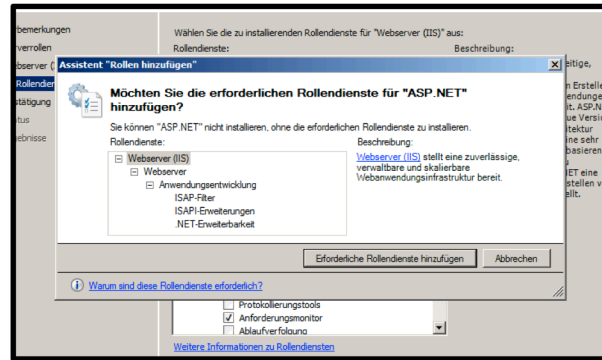 Wählen Sie die zu installierenden Rollendienste für "Webserver (IIS)" aus:
Rollendienste:
Beschreibung:
Assistent "Rollen hinzufügen"
Möchten Sie die erforderlichen Rollendienste für "ASP.NET"
hinzufügen?
Sie können "ASP.NET" nicht installieren, ohne die erforderlichen Rollendienste zu installieren.
Rollendienste:
Webserver (IIS)
Webserver
Anwendungsentwicklung
ISAP-Filter
ISAPI-Erweiterungen
.NET-Erweiterbarkeit
Beschreibung:
Webserver (IIS) stellt eine zuverlässige,
verwaltbare und skalierbare
Webanwendungsinfrastruktur bereit.
Erforderliche Rollendienste hinzufügen
Abbrechen
Warum sind diese Rollendienste erforderlich?
Protokollierungstools
Anforderungsmonitor
Ablaufverfolgung
Weitere Informationen zu Rollendiensten